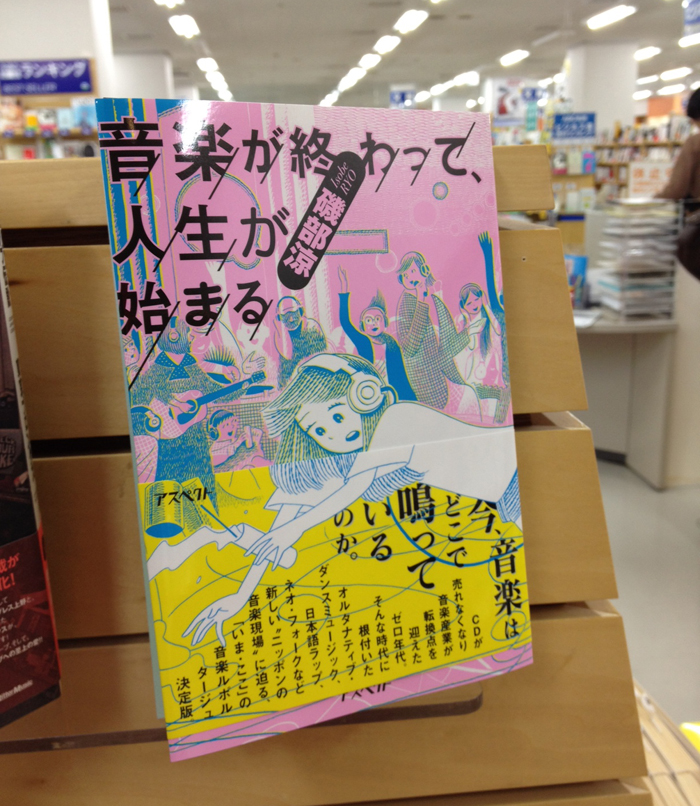 ランキング
音楽が終わって、
人生が
始まる
Isobe
RYO
磯部涼
アスペクト
今、音楽は
どこで
鳴って
いる
のか。
CDが
売れなくなり
音楽産業が
転換点を
迎えた
ゼロ年代。
そんな時代に
根付いた
オルタナティブ・
ダンスミュージック、
日本語ラップ、
ネオ・フォークなど
新しい“ニッポンの
音楽現場”に迫る、
「いま・ここ」の
音楽ルポル
タージュ
決定版
アスペクト